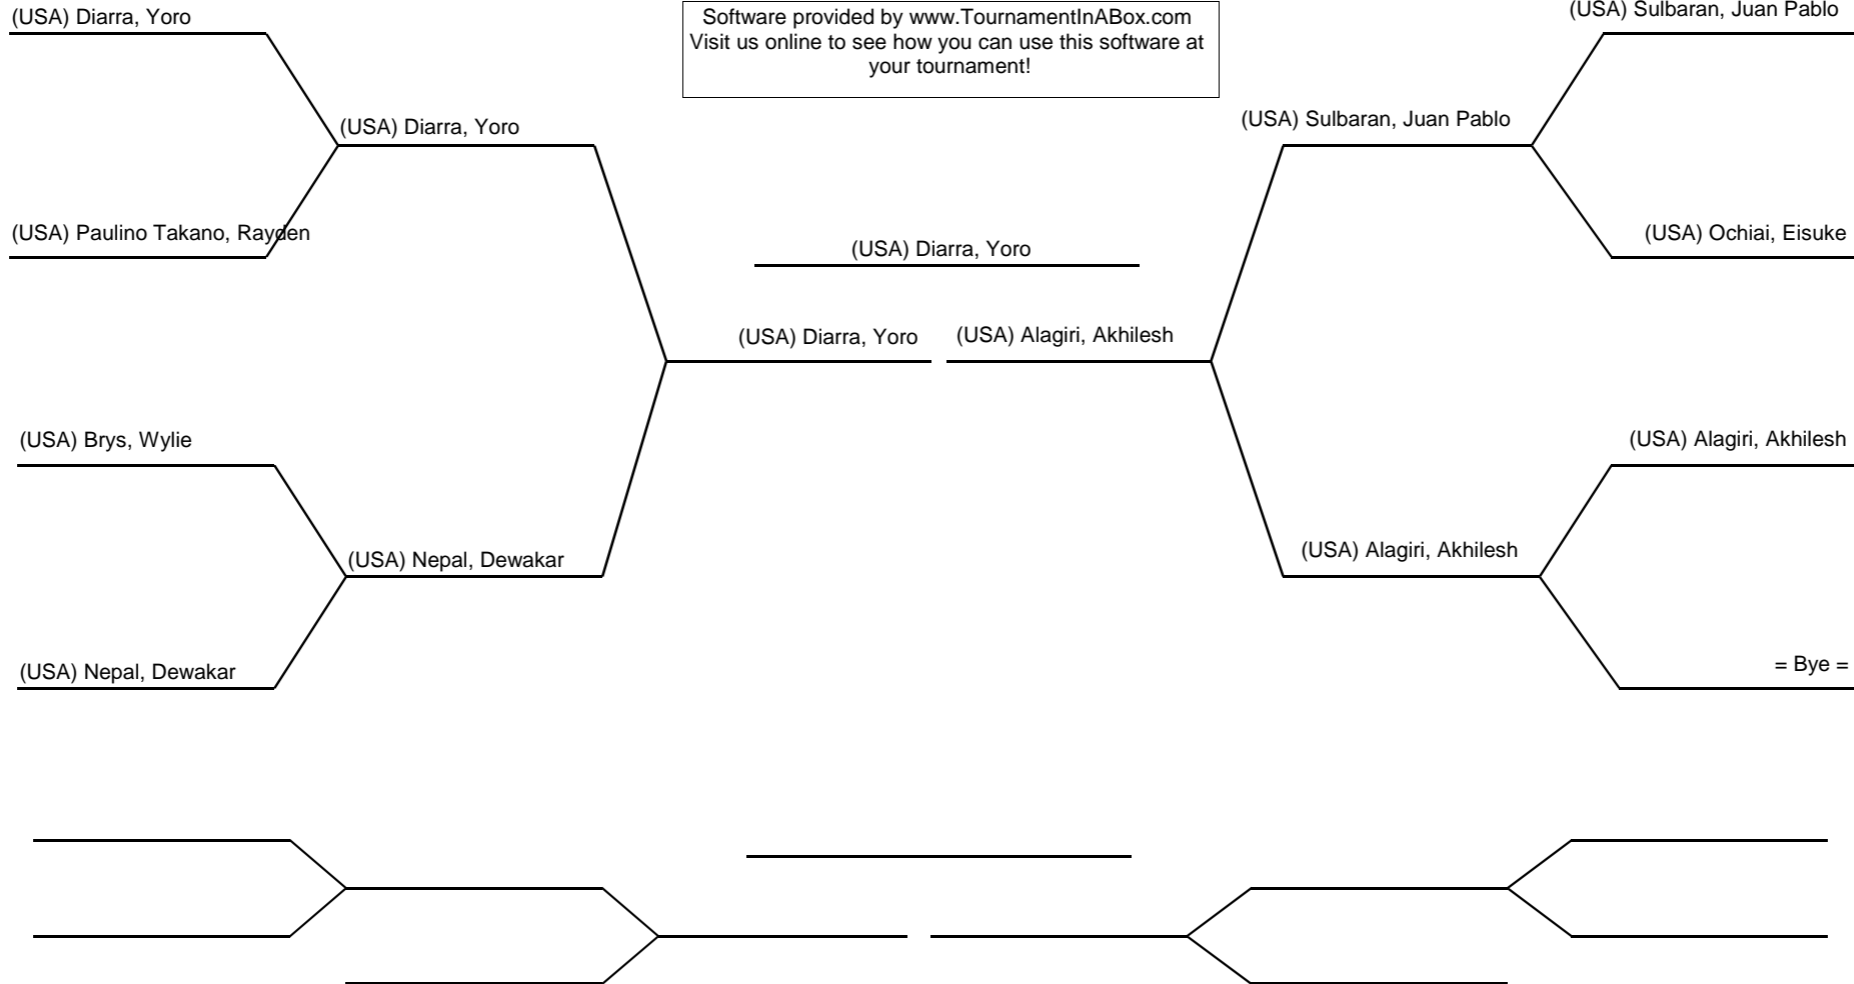 (USA) Diarra, Yoro
Software provided by www.TournamentInABox.com
Visit us online to see how you can use this software at
your tournament!
(USA) Sulbaran, Juan Pablo
(USA) Diarra, Yoro
(USA) Sulbaran, Juan Pablo
(USA) Paulino Takano, Rayden
(USA) Diarra, Yoro
(USA) Ochiai, Eisuke
(USA) Diarra, Yoro
(USA) Alagiri, Akhilesh
(USA) Brys, Wylie
(USA) Alagiri, Akhilesh
(USA) Nepal, Dewakar
(USA) Alagiri, Akhilesh
(USA) Nepal, Dewakar
= Bye =